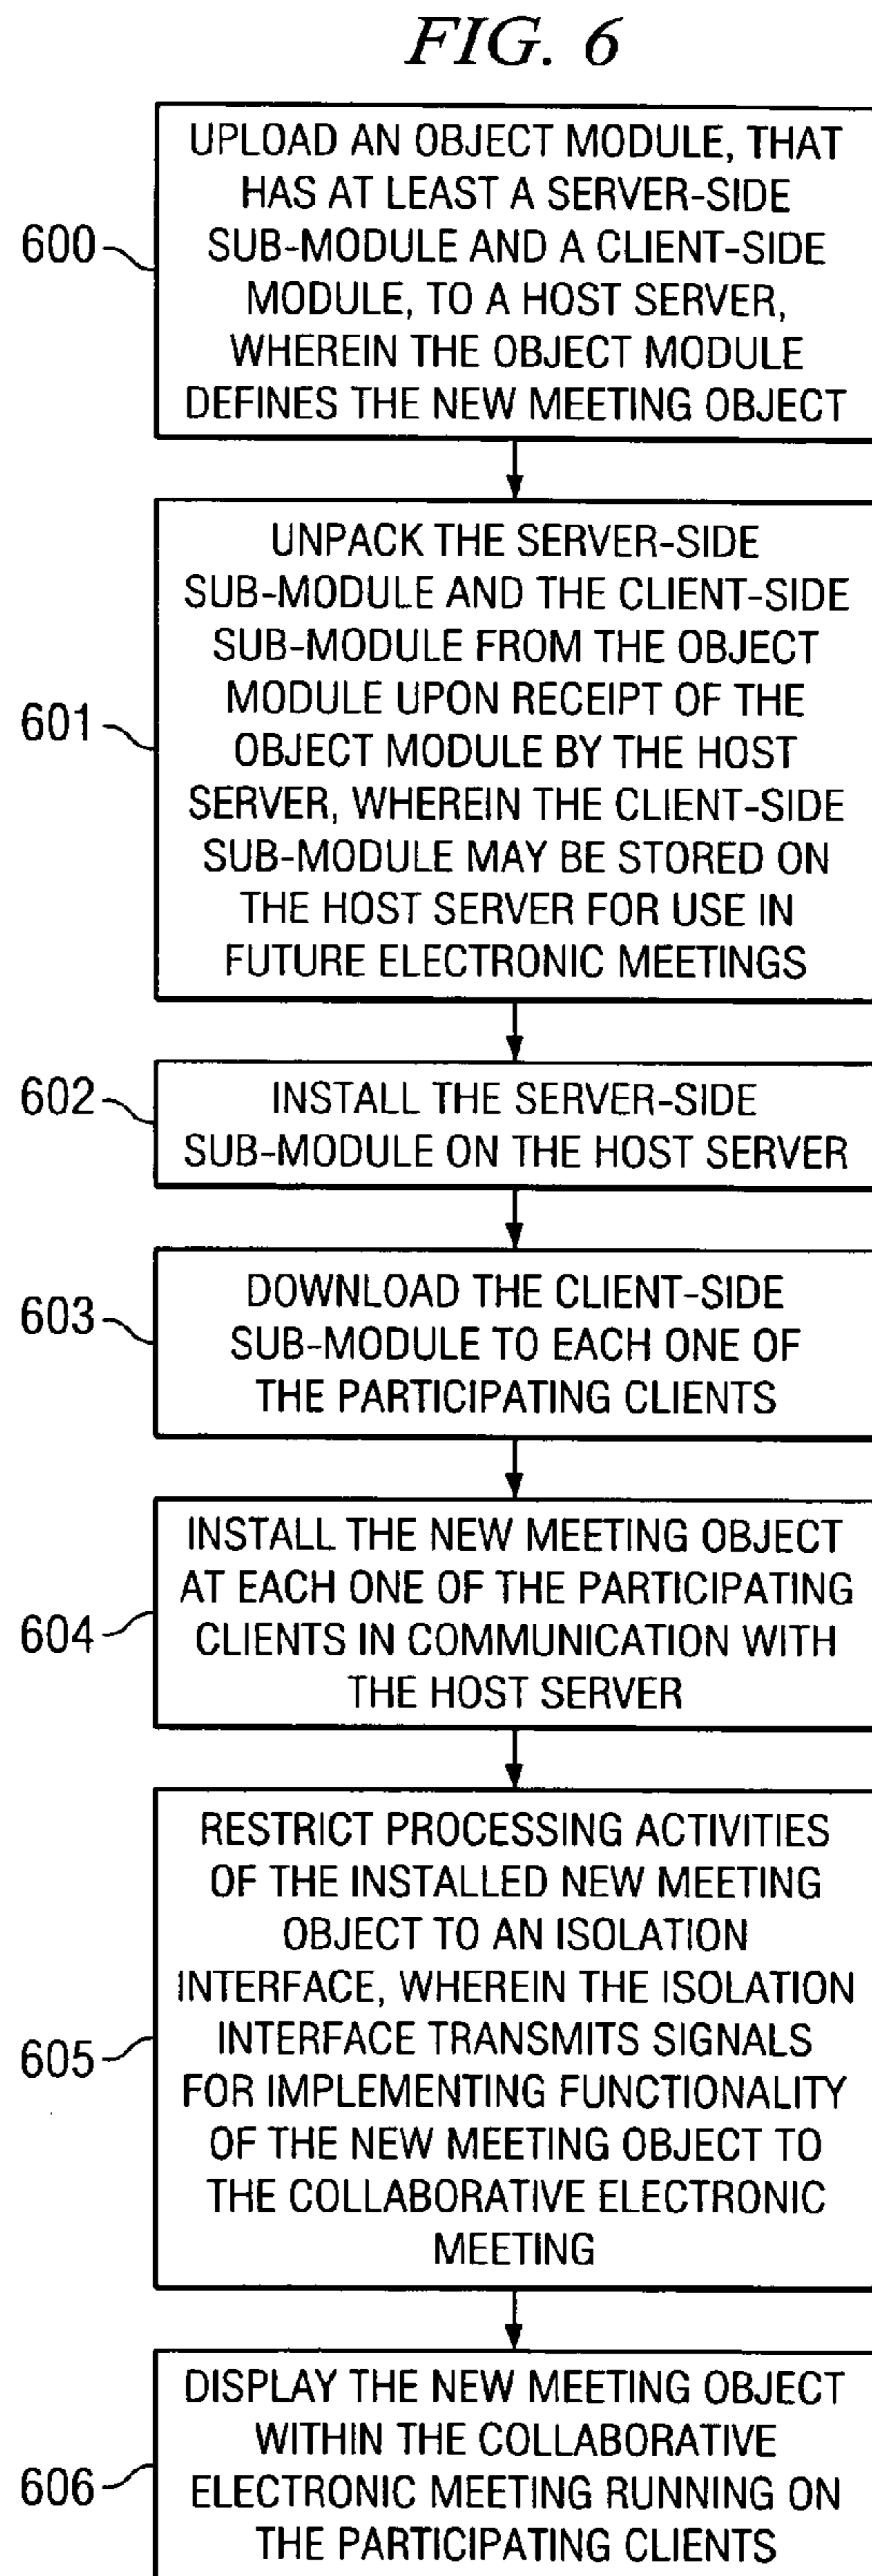 FIG. 6
600
UPLOAD AN OBJECT MODULE, THAT
HAS AT LEAST A SERVER-SIDE
SUB-MODULE AND A CLIENT-SIDE
MODULE, TO A HOST SERVER,
WHEREIN THE OBJECT MODULE
DEFINES THE NEW MEETING OBJECT
601
UNPACK THE SERVER-SIDE
SUB-MODULE AND THE CLIENT-SIDE
SUB-MODULE FROM THE OBJECT
MODULE UPON RECEIPT OF THE
OBJECT MODULE BY THE HOST
SERVER, WHEREIN THE CLIENT-SIDE
SUB-MODULE MAY BE STORED ON
THE HOST SERVER FOR USE IN
FUTURE ELECTRONIC MEETINGS
602
INSTALL THE SERVER-SIDE
SUB-MODULE ON THE HOST SERVER
603
DOWNLOAD THE CLIENT-SIDE
SUB-MODULE TO EACH ONE OF
THE PARTICIPATING CLIENTS
604
INSTALL THE NEW MEETING OBJECT
AT EACH ONE OF THE PARTICIPATING
CLIENTS IN COMMUNICATION WITH
THE HOST SERVER
605
RESTRICT PROCESSING ACTIVITIES
OF THE INSTALLED NEW MEETING
OBJECT TO AN ISOLATION
INTERFACE, WHEREIN THE ISOLATION
INTERFACE TRANSMITS SIGNALS
FOR IMPLEMENTING FUNCTIONALITY
OF THE NEW MEETING OBJECT TO
THE COLLABORATIVE ELECTRONIC
MEETING
606
DISPLAY THE NEW MEETING OBJECT
WITHIN THE COLLABORATIVE
ELECTRONIC MEETING RUNNING ON
THE PARTICIPATING CLIENTS